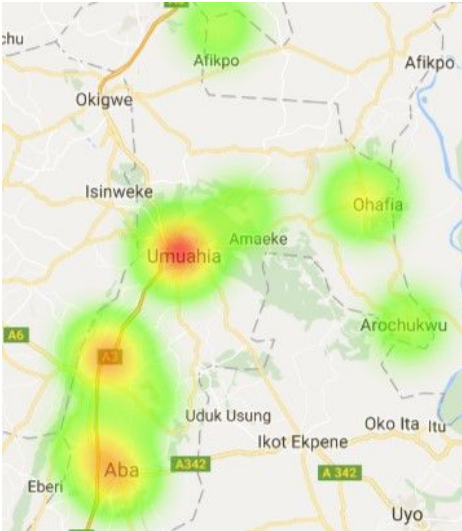 chu
Afikpo
Afikpo
Okigwe
Isinweke
Ohafia
Amaeke
Umuahia
Arochukwu
A6
A3
Uduk Usung
Oko Ita
Itu
Ikot Ekpene
Aba
A342
A 342
Eberi
Uyo